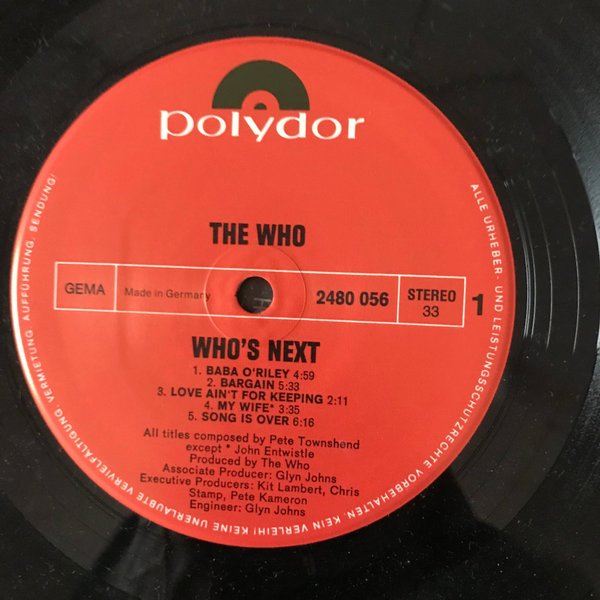 polydor
THE WHO
GEMA
Made in Germany
2480 056
STEREO
33
1
WHO'S NEXT
1. BABA O'RILEY 4:59
2. BARGAIN 5:33
3. LOVE AIN'T FOR KEEPING 2:11
4. MY WIFE* 3:35
5. SONG IS OVER 6:16
All titles composed by Pete Townshend
except * John Entwistle
Produced by The Who
Associate Producer: Glyn Johns
Executive Producers: Kit Lambert, Chris
Stamp, Pete Kameron
Engineer: Glyn Johns
ALLE URHEBER- UND LEISTUNGSSCHUTZRECHTE VORBEHALTEN. KEIN VERLEIH! KEINE UNERLAUBTE VERVIELFÄLTIGUNG, VERMIETUNG, AUFFÜHRUNG, SENDUNG!